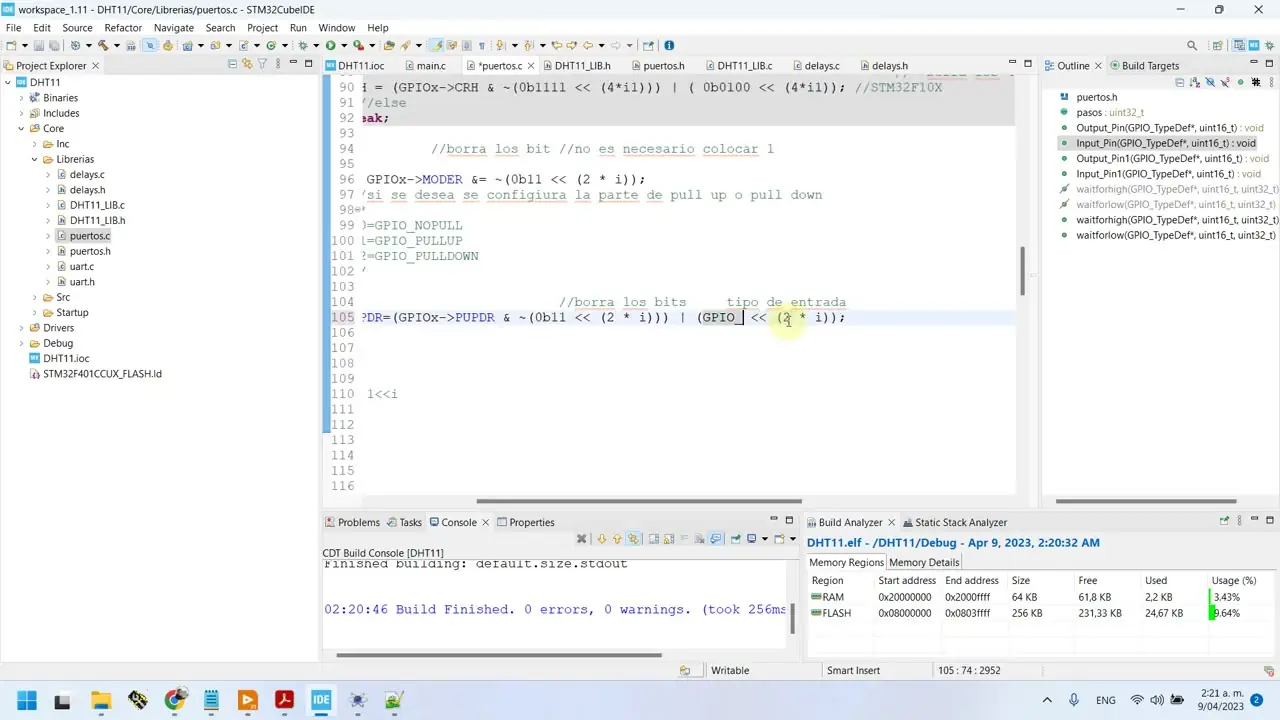 workspace_1.11 - DHT11/Core/Librerias/puertos.c - STM32CubeIDE
File Edit Source Refactor Navigate Search Project Run Window Help
Project Explorer
DHT11
Binaries
Includes
Core
Inc
Librerias
delays.c
delays.h
DHT11_LIB.c
DHT11_LIB.h
puertos.c
puertos.h
uart.c
uart.h
Src
Startup
Drivers
Debug
DHT11.ioc
STM32F401CCUX_FLASH.ld
DHT11.ioc main.c *puertos.c DHT11_LIB.h puertos.h DHT11_LIB.c delays.c delays.h
90 = (GPIOx->CRH & ~(0b1111 << (4*i1))) | ( 0b0100 << (4*i1)); //STM32F10X
91 //else
92 eak;
93
94 //borra los bit //no es necesario colocar 1
95
96 GPIOx->MODER &= ~(0b11 << (2 * i));
97 'si se desea se configiura la parte de pull up o pull down
98
99 )=GPIO_NOPULL
100 L=GPIO_PULLUP
101 ?=GPIO_PULLDOWN
102 /
103
104 //borra los bits tipo de entrada
105 PDR=(GPIOx->PUPDR & ~(0b11 << (2 * i))) | (GPIO_ << (2 * i));
106
107
108
109
110 1<<i
111
112
113
114
115
116
Outline Build Targets
puertos.h
pasos : uint32_t
Output_Pin(GPIO_TypeDef*, uint16_t) : void
Input_Pin(GPIO_TypeDef*, uint16_t) : void
Output_Pin1(GPIO_TypeDef*, uint16_t) : void
Input_Pin1(GPIO_TypeDef*, uint16_t) : void
waitforhigh(GPIO_TypeDef*, uint16_t, uint32_t)
waitforlow(GPIO_TypeDef*, uint16_t, uint32_t)
waitforhigh(GPIO_TypeDef*, uint16_t, uint32_t)
waitforlow(GPIO_TypeDef*, uint16_t, uint32_t)
Problems Tasks Console Properties
CDT Build Console [DHT11]
Finished building: default.size.stdout
02:20:46 Build Finished. 0 errors, 0 warnings. (took 256ms
Build Analyzer Static Stack Analyzer
DHT11.elf - /DHT11/Debug - Apr 9, 2023, 2:20:32 AM
Memory Regions Memory Details
Region Start address End address Size Free Used Usage (%)
RAM 0x20000000 0x2000ffff 64 KB 61,8 KB 2,2 KB 3.43%
FLASH 0x08000000 0x0803ffff 256 KB 231,33 KB 24,67 KB 9.64%
Writable Smart Insert 105 : 74 : 2952
IDE ENG 2:21 a. m.
9/04/2023 2